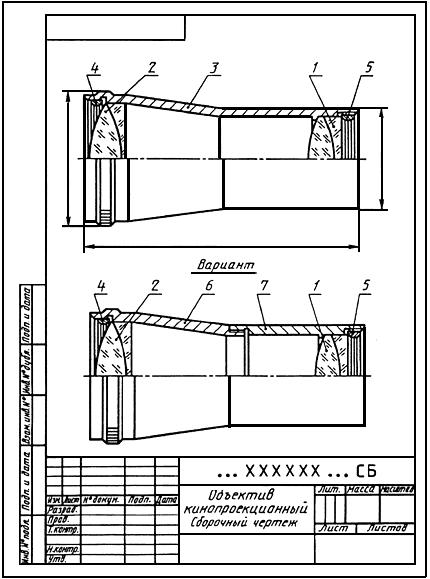 4 2 3 1 5
Вариант
4 2 6 7 1 5
Инв.№подл. Подп. и дата Взам.инв.№ Инв.№дубл. Подп и дата
...XXXXXX...СБ
Изм. Лист №докум. Подп. Дата
Разраб.
Пров.
Т.контр.
Н.контр.
Утв.
Объектив
кинопроекционный
Сборочный чертеж
Лит. Масса Масштаб
Лист Листов